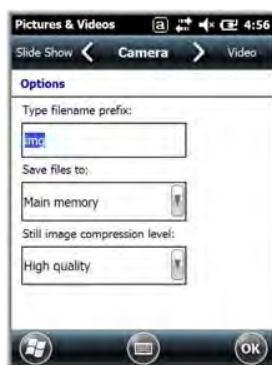 Pictures & Videos a 4:56
Slide Show Camera Video
Options
Type filename prefix:
img
Save files to:
Main memory
Still image compression level:
High quality
OK